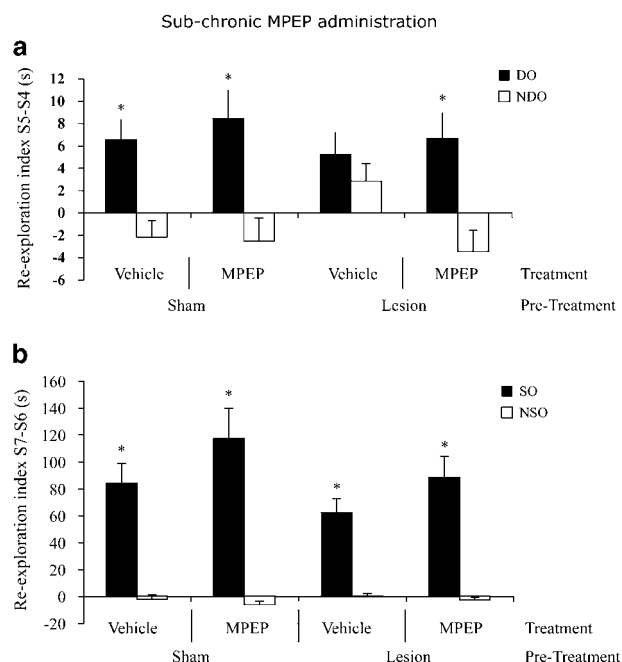 Sub-chronic MPEP administration
a
Re-exploration index S5-S4 (s)
12
10
8
6
4
2
0
-2
-4
-6
* * *
DO
NDO
Vehicle MPEP Vehicle MPEP Treatment
Sham Lesion Pre-Treatment
b
Re-exploration index S7-S6 (s)
160
140
120
100
80
60
40
20
0
-20
* * * *
SO
NSO
Vehicle MPEP Vehicle MPEP Treatment
Sham Lesion Pre-Treatment